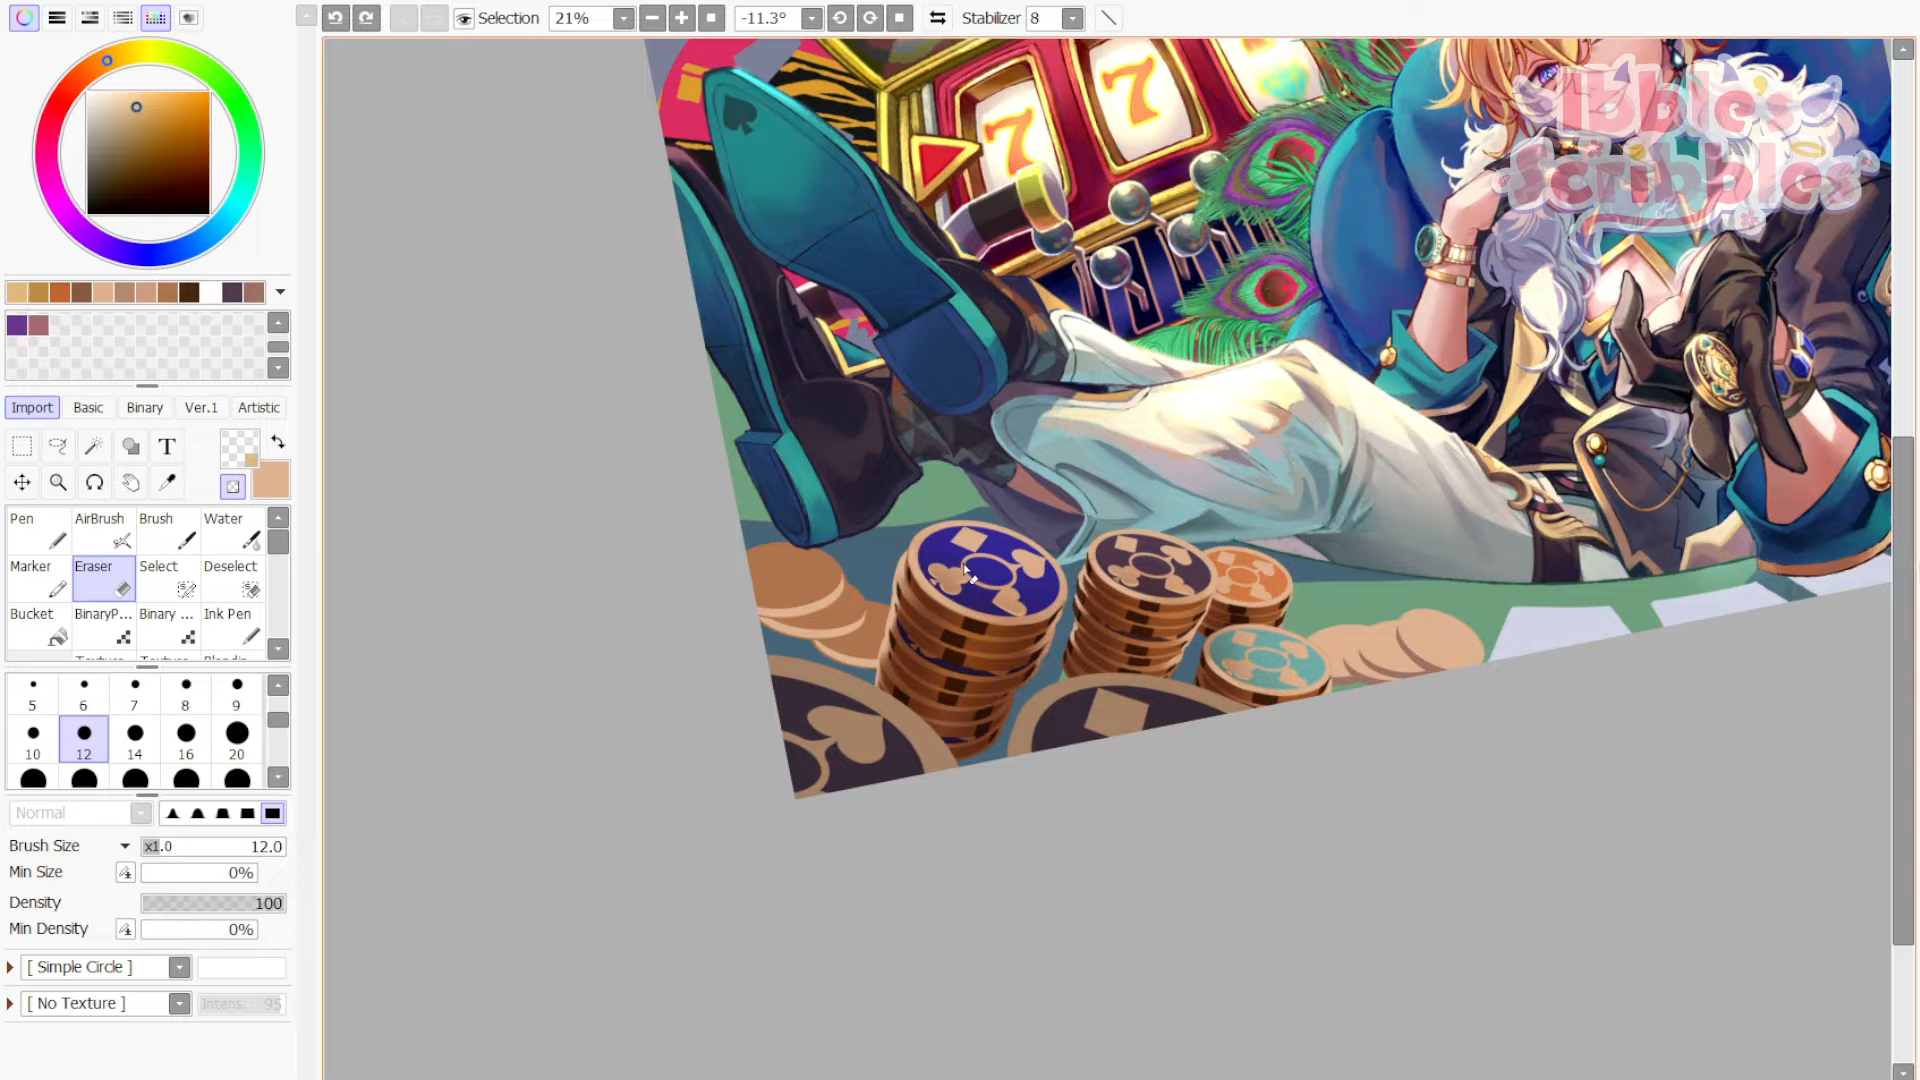 Selection 21% -11.3° Stabilizer 8
Ibbles
Scribbles
7 7
Import Basic Binary Ver.1 Artistic
T
Pen AirBrush Brush Water
Marker Eraser Select Deselect
Bucket BinaryP... Binary ... Ink Pen
5 6 7 8 9
10 12 14 16 20
Normal
Brush Size x1.0 12.0
Min Size 0%
Density 100
Min Density 0%
[ Simple Circle ]
[ No Texture ] Intens. 95